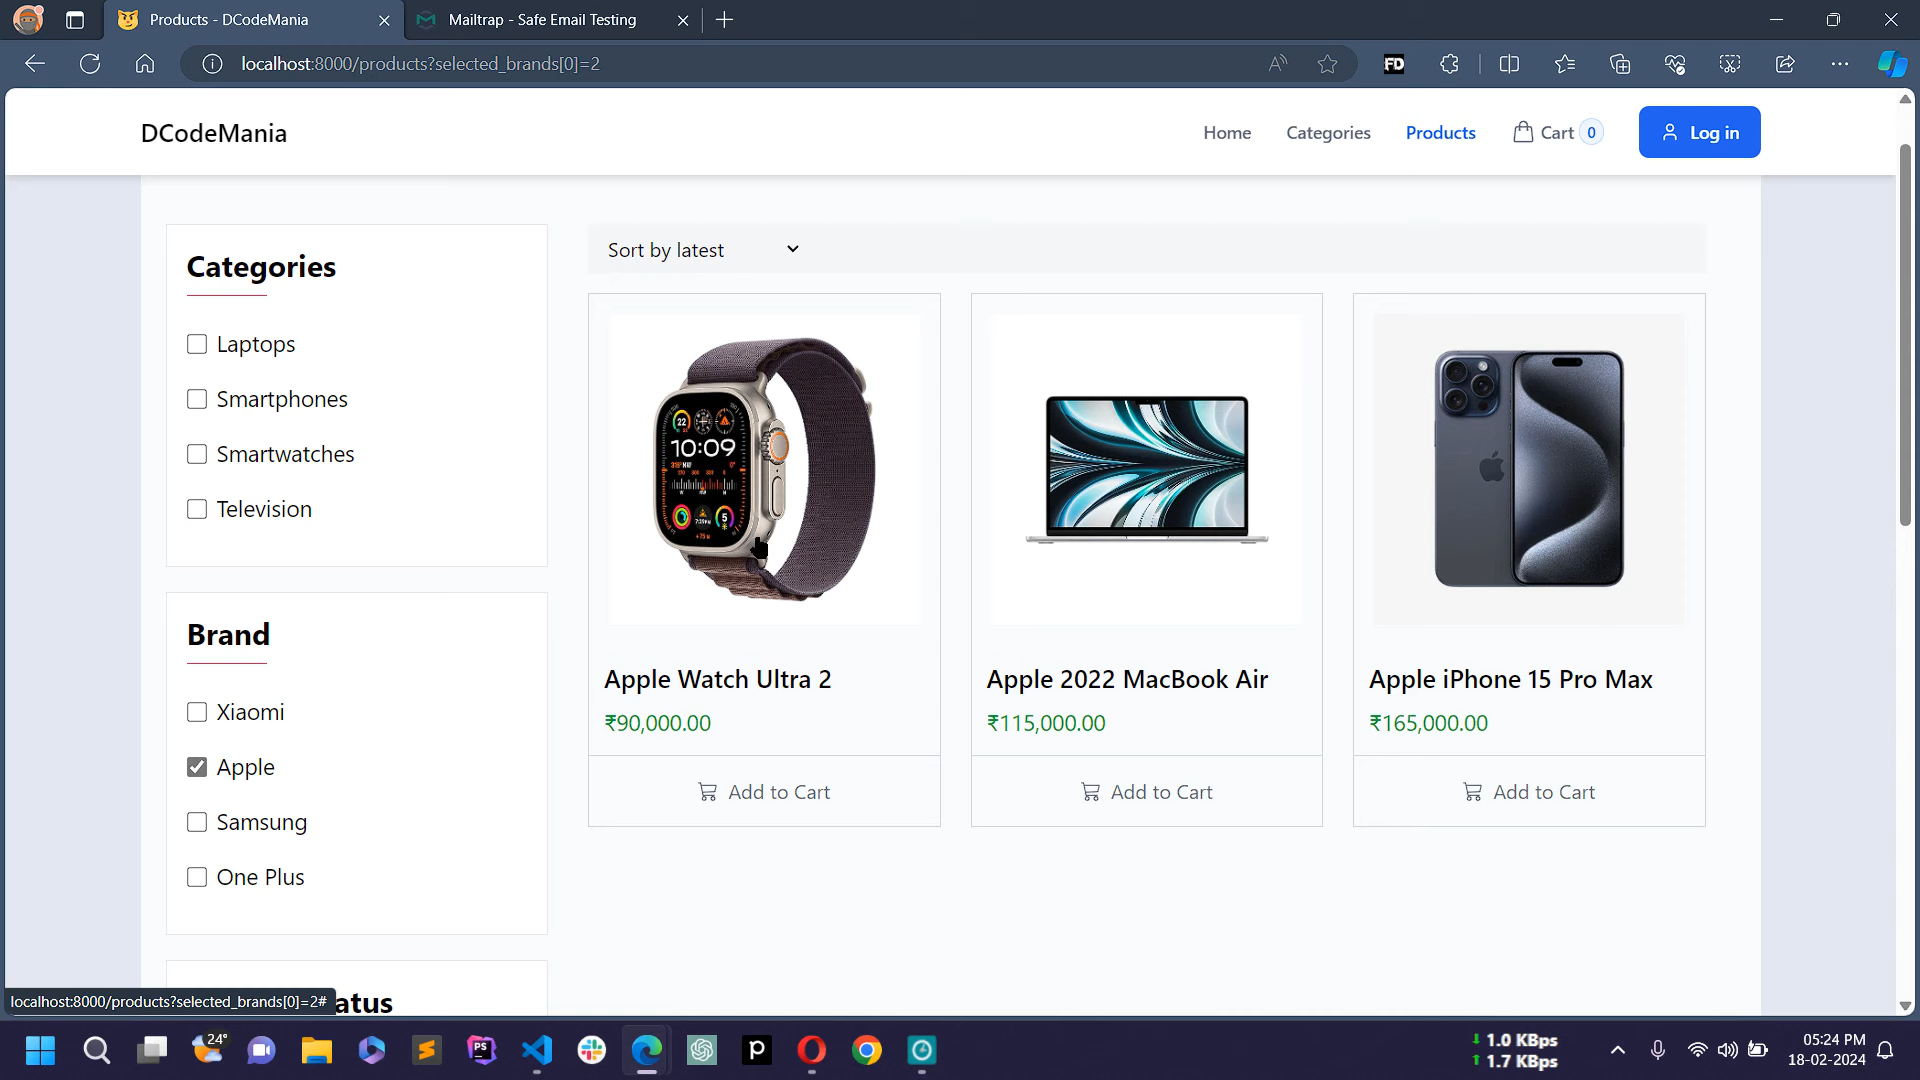 Products - DCodeMania
Mailtrap - Safe Email Testing
localhost:8000/products?selected_brands[0]=2
FD
DCodeMania
Home
Categories
Products
Cart 0
Log in
Categories
Laptops
Smartphones
Smartwatches
Television
Brand
Xiaomi
Apple
Samsung
One Plus
atus
Sort by latest
22
10:09
Apple Watch Ultra 2
₹90,000.00
Add to Cart
Apple 2022 MacBook Air
₹115,000.00
Add to Cart
Apple iPhone 15 Pro Max
₹165,000.00
Add to Cart
localhost:8000/products?selected_brands[0]=2#
24°
PS
P
1.0 KBps
1.7 KBps
05:24 PM
18-02-2024